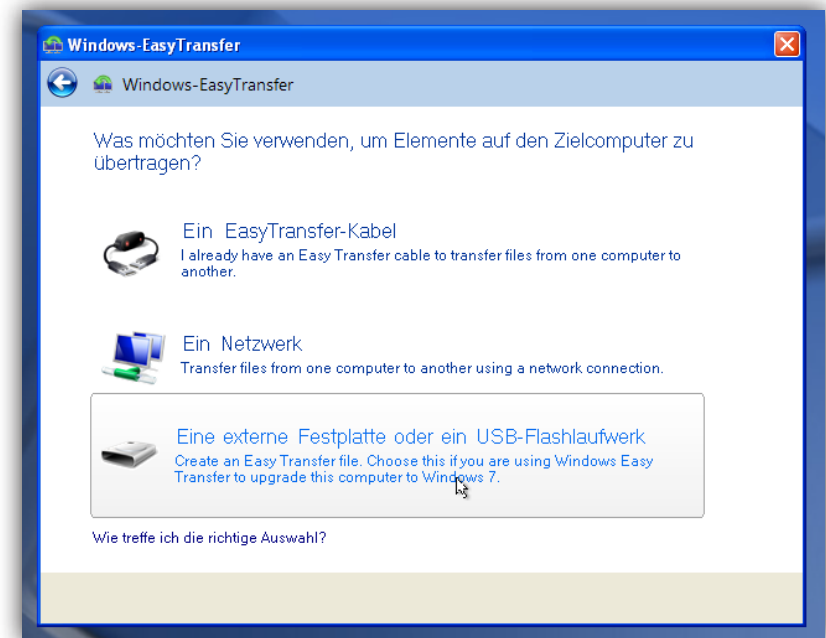 Windows-EasyTransfer
Windows-EasyTransfer
Was möchten Sie verwenden, um Elemente auf den Zielcomputer zu
übertragen?
Ein EasyTransfer-Kabel
I already have an Easy Transfer cable to transfer files from one computer to
another.
Ein Netzwerk
Transfer files from one computer to another using a network connection.
Eine externe Festplatte oder ein USB-Flashlaufwerk
Create an Easy Transfer file. Choose this if you are using Windows Easy
Transfer to upgrade this computer to Windows 7.
Wie treffe ich die richtige Auswahl?